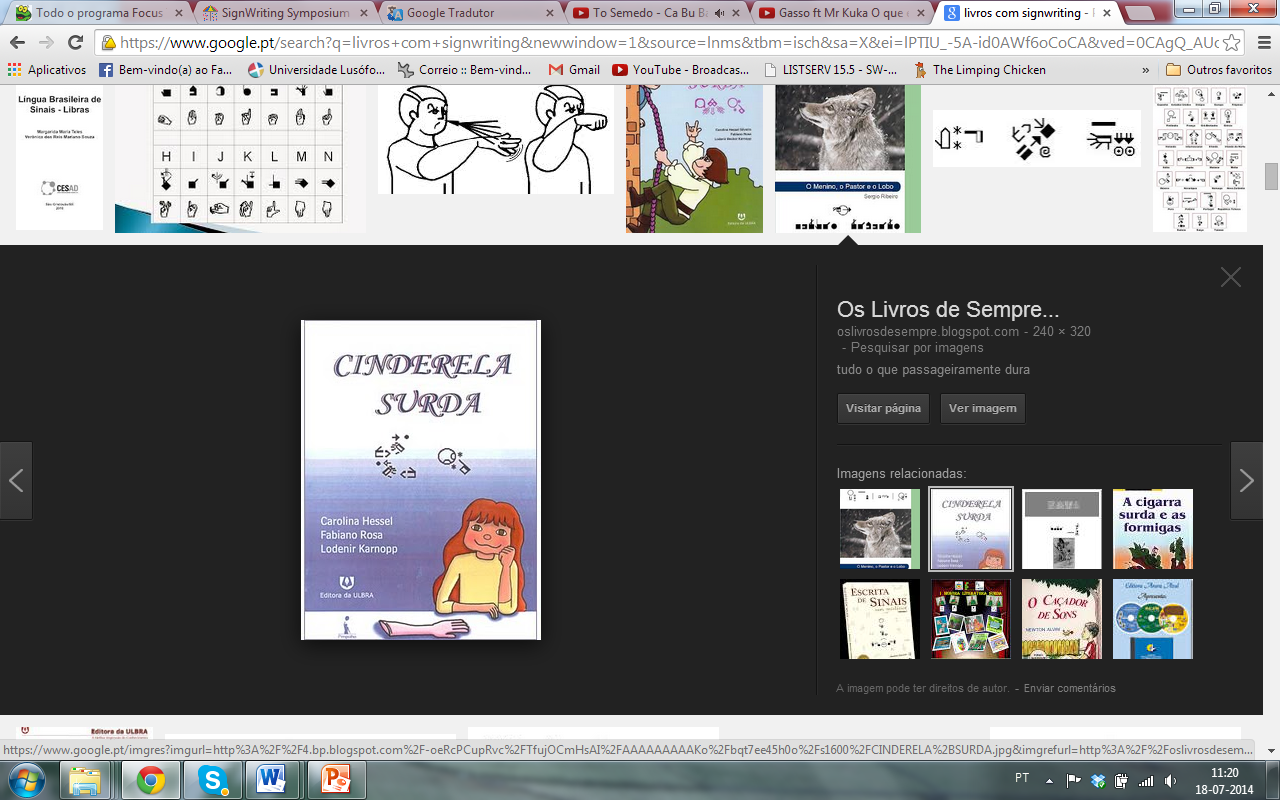 Todo o programa Focus
SignWriting Symposium
Google Tradutor
To Semedo - Ca Bu Ba
Gasso ft Mr Kuka O que
livros com signwriting -
https://www.google.pt/search?q=livros+com+signwriting&newwindow=1&source=lnms&tbm=isch&sa=X&ei=lPTIU_-5A-id0AWf6oCoCA&ved=0CAgQ_AUo
Aplicativos
Bem-vindo(a) ao Fa...
Universidade Lusófo...
Correio :: Bem-vind...
Gmail
YouTube - Broadcas...
LISTSERV 15.5 - SW-...
The Limping Chicken
»
Outros favoritos
Língua Brasileira de
Sinais - Libras
CESAD
H I J K L M N
O Menino, o Pastor e o Lobo
Sergio Ribeiro
CINDERELA
SURDA
Carolina Hessel
Fabiano Rosa
Lodenir Karnopp
Editora da ULBRA
Os Livros de Sempre...
oslivrosdesempre.blogspot.com - 240 × 320
- Pesquisar por imagens
tudo o que passageiramente dura
Visitar página
Ver imagem
Imagens relacionadas:
O Menino, o Pastor e o Lobo
CINDERELA
SURDA
A cigarra
surda e as
formigas
ESCRITA
DE SINAIS
O CAÇADOR
DE SONS
NEWTON ALVIM
A imagem pode ter direitos de autor. - Enviar comentários
Editora da ULBRA
https://www.google.pt/imgres?imgurl=http%3A%2F%2F4.bp.blogspot.com%2F-oeRcPCupRvc%2FTfujOCmHsAI%2FAAAAAAAAAKo%2Fbqt7ee45h0o%2Fs1600%2FCINDERELA%2BSURDA.jpg&imgrefurl=http%3A%2F%2Foslivrosdesem...
PT
11:20
18-07-2014